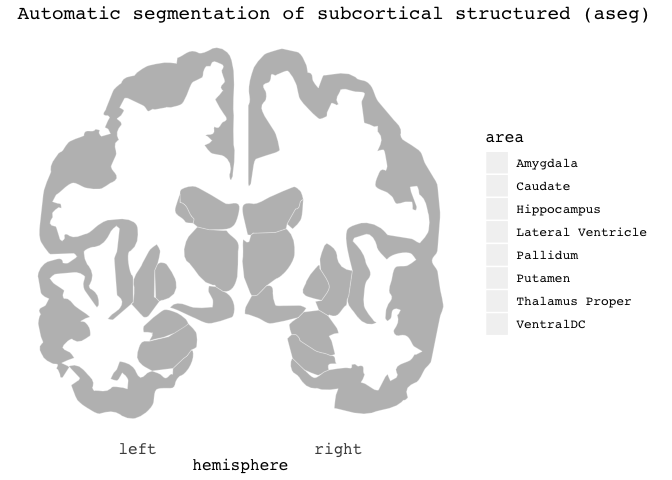 Automatic segmentation of subcortical structured (aseg)
area
Amygdala
Caudate
Hippocampus
Lateral Ventricle
Pallidum
Putamen
Thalamus Proper
VentralDC
left
right
hemisphere